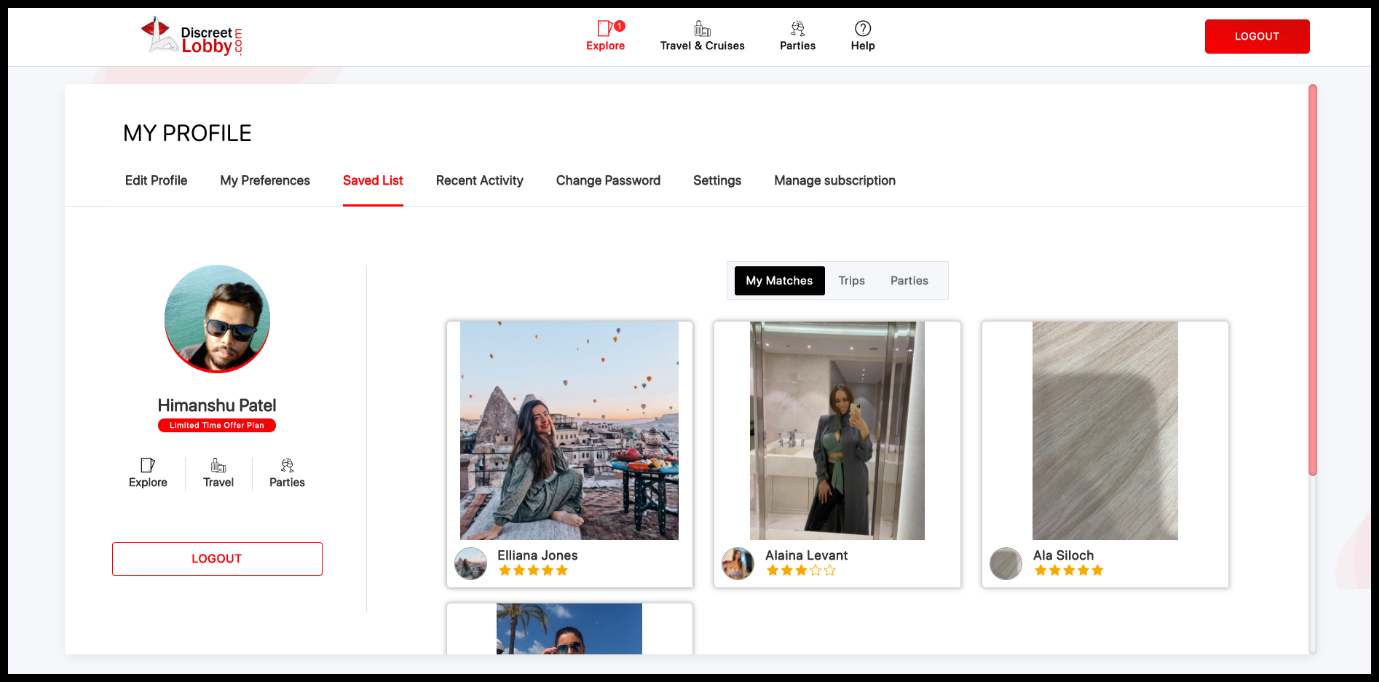 Discreet
Lobby
.com
Explore
1
Travel & Cruises
Parties
Help
LOGOUT
MY PROFILE
Edit Profile
My Preferences
Saved List
Recent Activity
Change Password
Settings
Manage subscription
Himanshu Patel
Limited Time Offer Plan
Explore
Travel
Parties
LOGOUT
My Matches
Trips
Parties
Elliana Jones
Alaina Levant
Ala Siloch